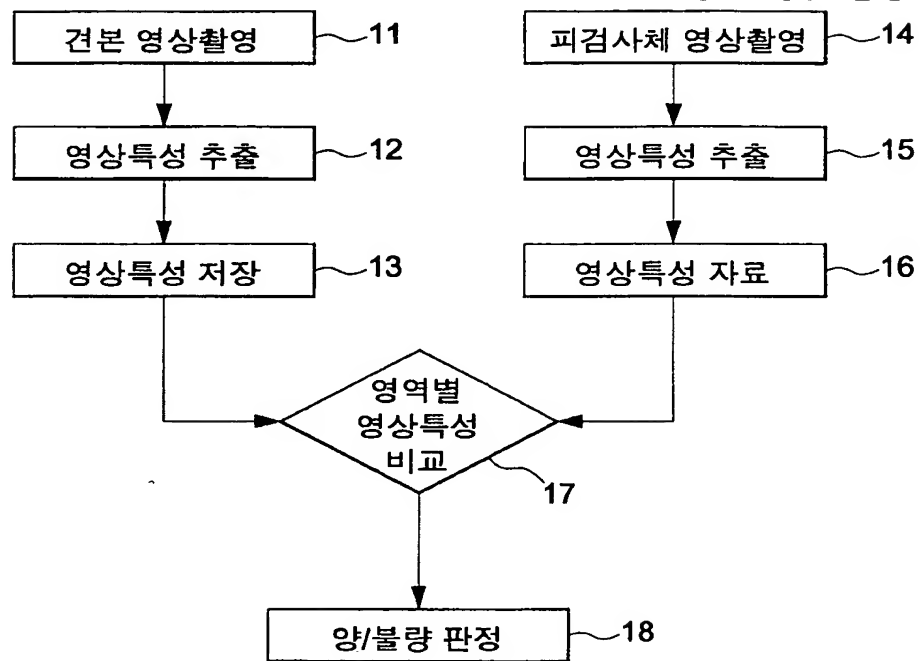 견본 영상촬영 11
영상특성 추출 12
영상특성 저장 13
피검사체 영상촬영 14
영상특성 추출 15
영상특성 자료 16
영역별
영상특성
비교
17
양/불량 판정 18